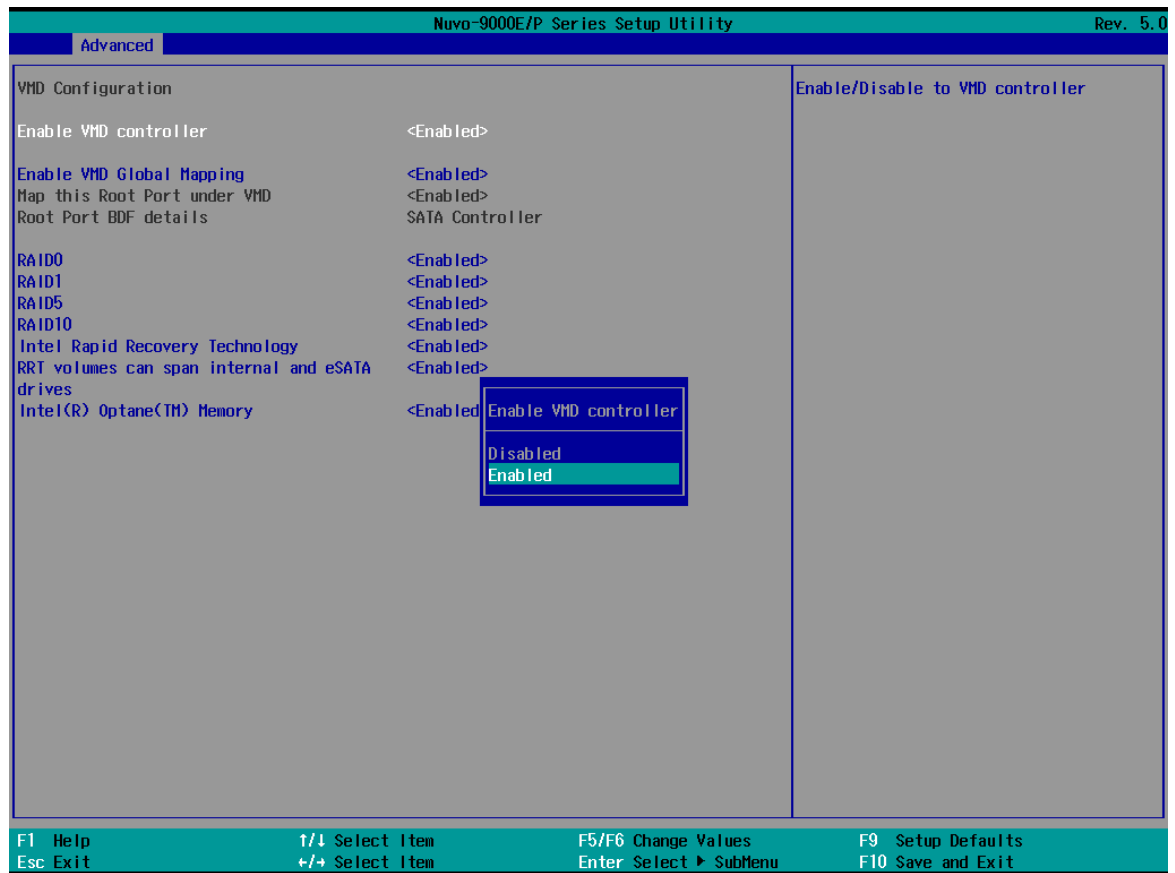 Nuvo-9000E/P Series Setup Utility Rev. 5.0
Advanced
VMD Configuration
Enable/Disable to VMD controller
Enable VMD controller <Enabled>
Enable VMD Global Mapping <Enabled>
Map this Root Port under VMD <Enabled>
Root Port BDF details SATA Controller
RAID0 <Enabled>
RAID1 <Enabled>
RAID5 <Enabled>
RAID10 <Enabled>
Intel Rapid Recovery Technology <Enabled>
RRT volumes can span internal and eSATA <Enabled>
drives
Intel(R) Optane(TM) Memory <Enabled
Enable VMD controller
Disabled
Enabled
F1 Help ↑/↓ Select Item F5/F6 Change Values F9 Setup Defaults
Esc Exit ←/→ Select Item Enter Select ▶ SubMenu F10 Save and Exit